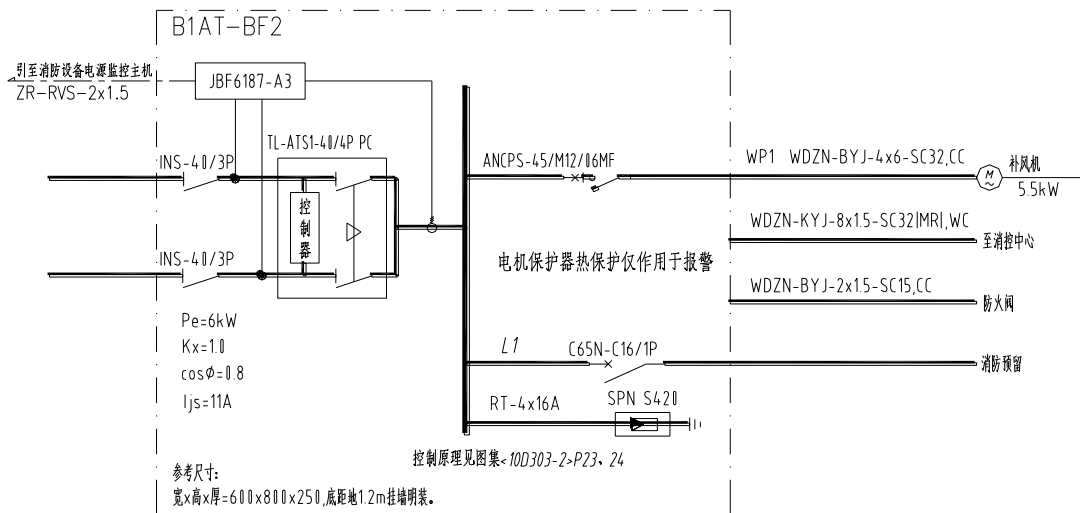 B1AT-BF2
引至消防设备电源监控主机
ZR-RVS-2x1.5
JBF6187-A3
TL-ATS1-40/4P PC
INS-40/3P
控制器
INS-40/3P
ANCPS-45/M12/06MF
WP1 WDZN-BYJ-4x6-SC32,CC
M
~
补风机
5.5kW
WDZN-KYJ-8x1.5-SC32(MR),WC
至消控中心
电机保护器热保护仅作用于报警
WDZN-BYJ-2x1.5-SC15,CC
防火阀
Pe=6kW
Kx=1.0
cosΦ=0.8
Ijs=11A
L1
C65N-C16/1P
消防预留
RT-4x16A
SPN S420
控制原理见图集<10D303-2>P23、24
参考尺寸:
宽x高x厚=600x800x250,底距地1.2m挂墙明装。